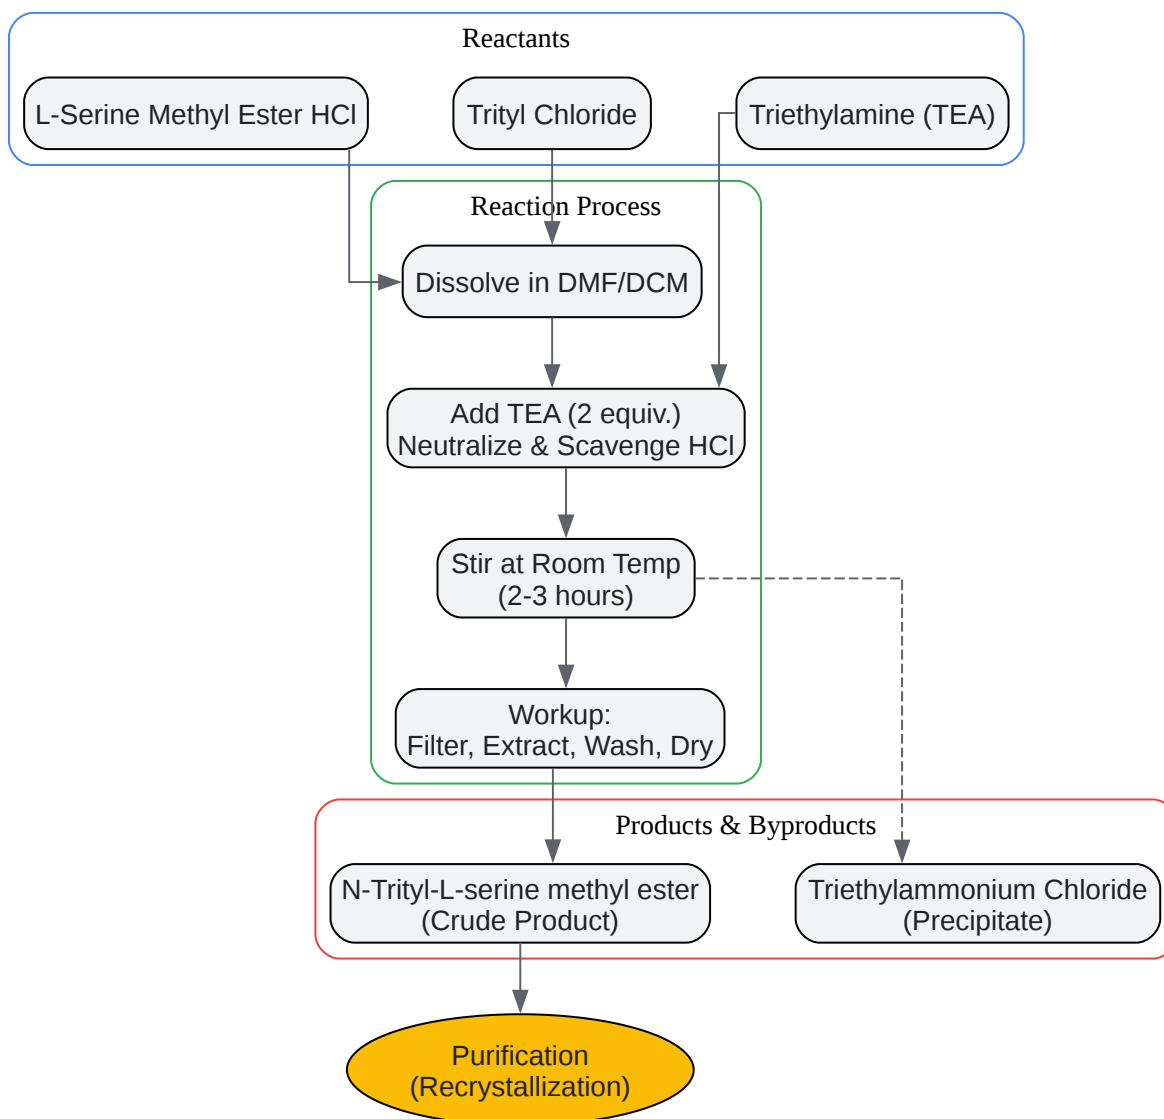 Reactants
L-Serine Methyl Ester HCl
Trityl Chloride
Triethylamine (TEA)
Reaction Process
Dissolve in DMF/DCM
Add TEA (2 equiv.)
Neutralize & Scavenge HCl
Stir at Room Temp
(2-3 hours)
Workup:
Filter, Extract, Wash, Dry
Products & Byproducts
N-Trityl-L-serine methyl ester
(Crude Product)
Triethylammonium Chloride
(Precipitate)
Purification
(Recrystallization)